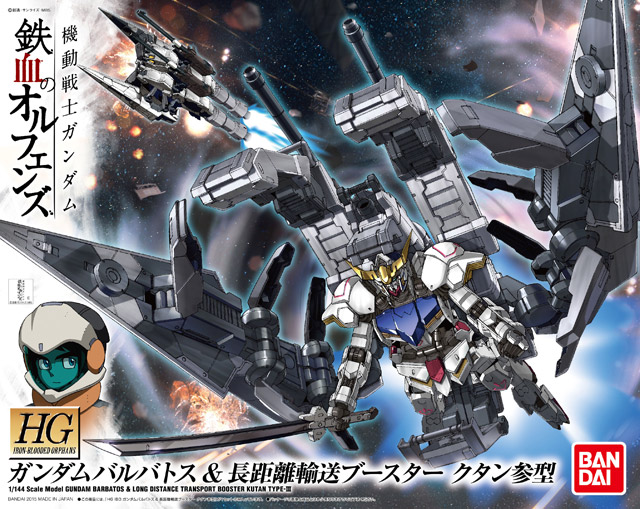 機動戦士ガンダム
鉄血のオルフェンズ
HG
IRON-BLOODED ORPHANS
ガンダムバルバトス & 長距離輸送ブースター クタン参型
1/144 Scale Model GUNDAM BARBATOS & LONG DISTANCE TRANSPORT BOOSTER KUTAN TYPE-III
BANDAI 2015 MADE IN JAPAN
BAN
DAI